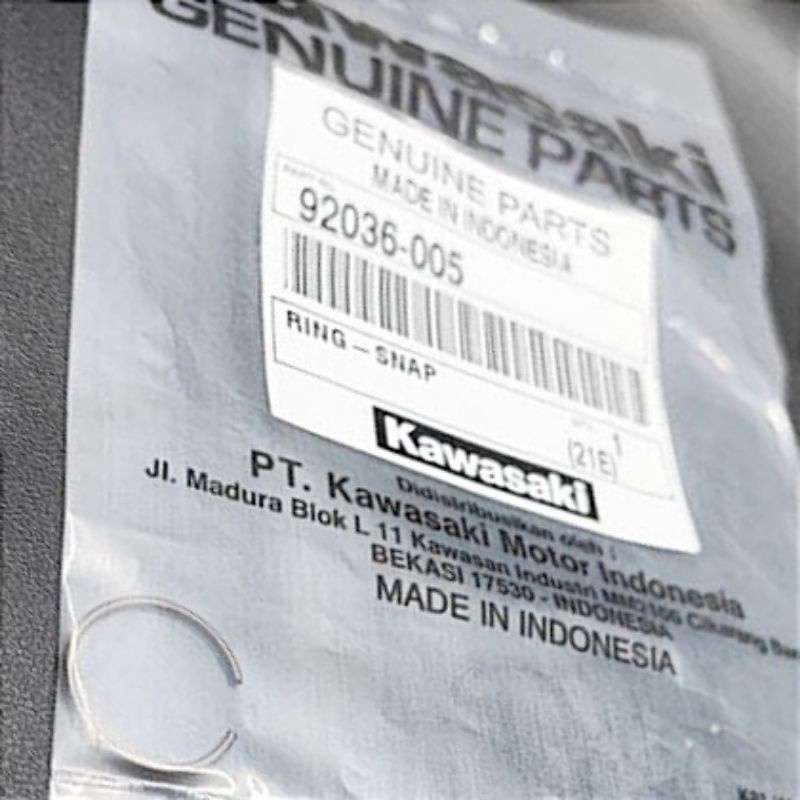 Kawasaki
GENUINE PARTS
GENUINE PARTS
MADE IN INDONESIA
92036-005
RING-SNAP
1
(21E)
Kawasaki
Didistribusikan oleh :
PT. Kawasaki Motor Indonesia
Jl. Madura Blok L 11 Kawasan Industri MM2100 Cikarang Bar
BEKASI 17530 - INDONESIA
MADE IN INDONESIA